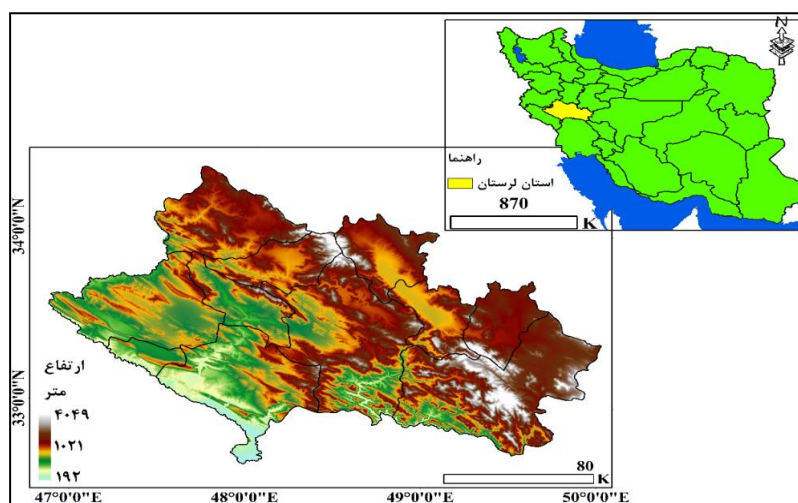 N
راهنما
استان لرستان
870
K
34°0'0"N
33°0'0"N
ارتفاع
متر
۴۰۴۹
۱۰۲۱
۱۹۲
80
K
47°0'0"E
48°0'0"E
49°0'0"E
50°0'0"E